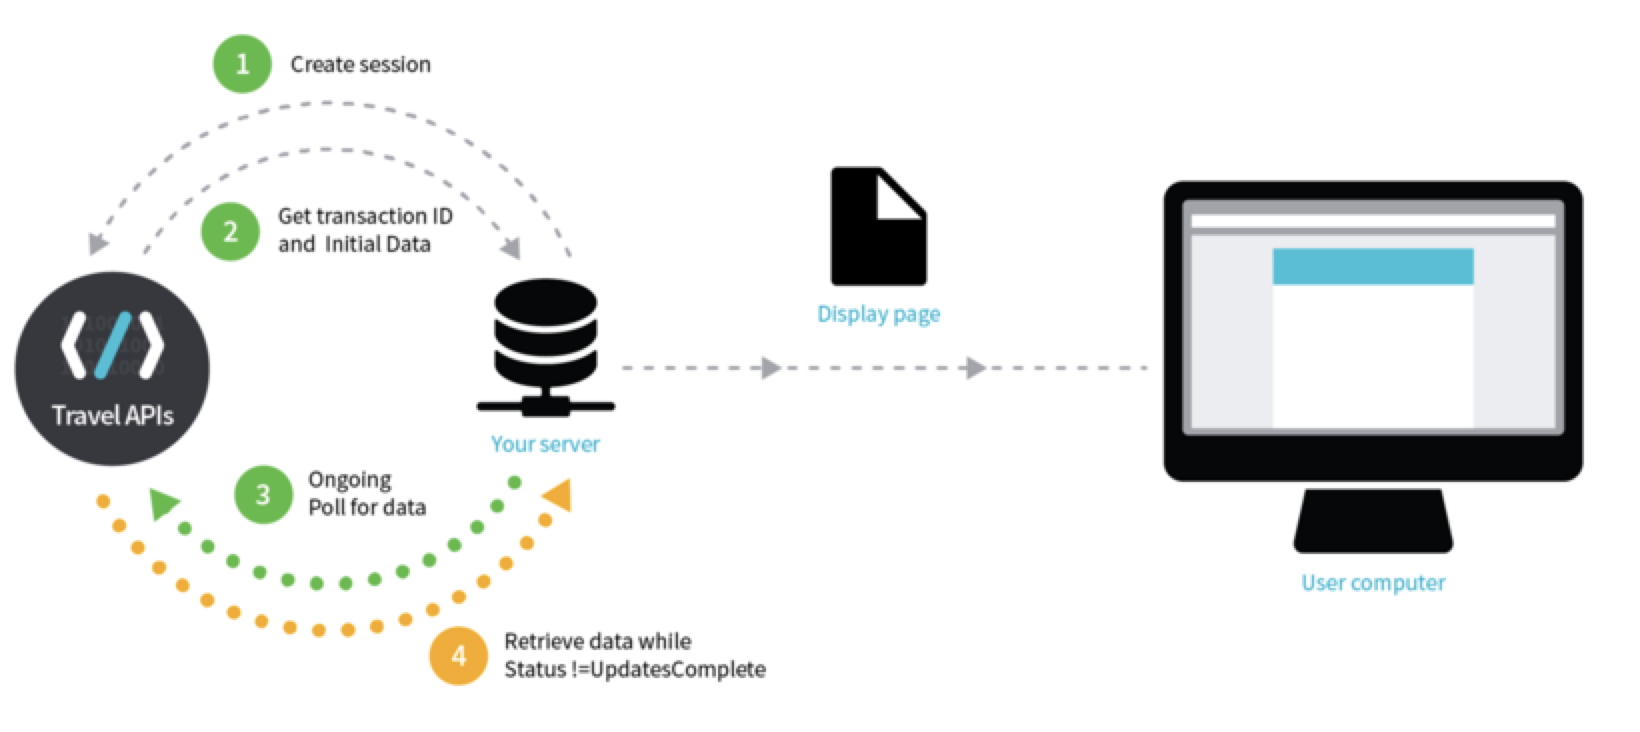 1
Create session
2
Get transaction ID
and Initial Data
Travel APIs
Your server
Display page
User computer
3
Ongoing
Poll for data
4
Retrieve data while
Status !=UpdatesComplete